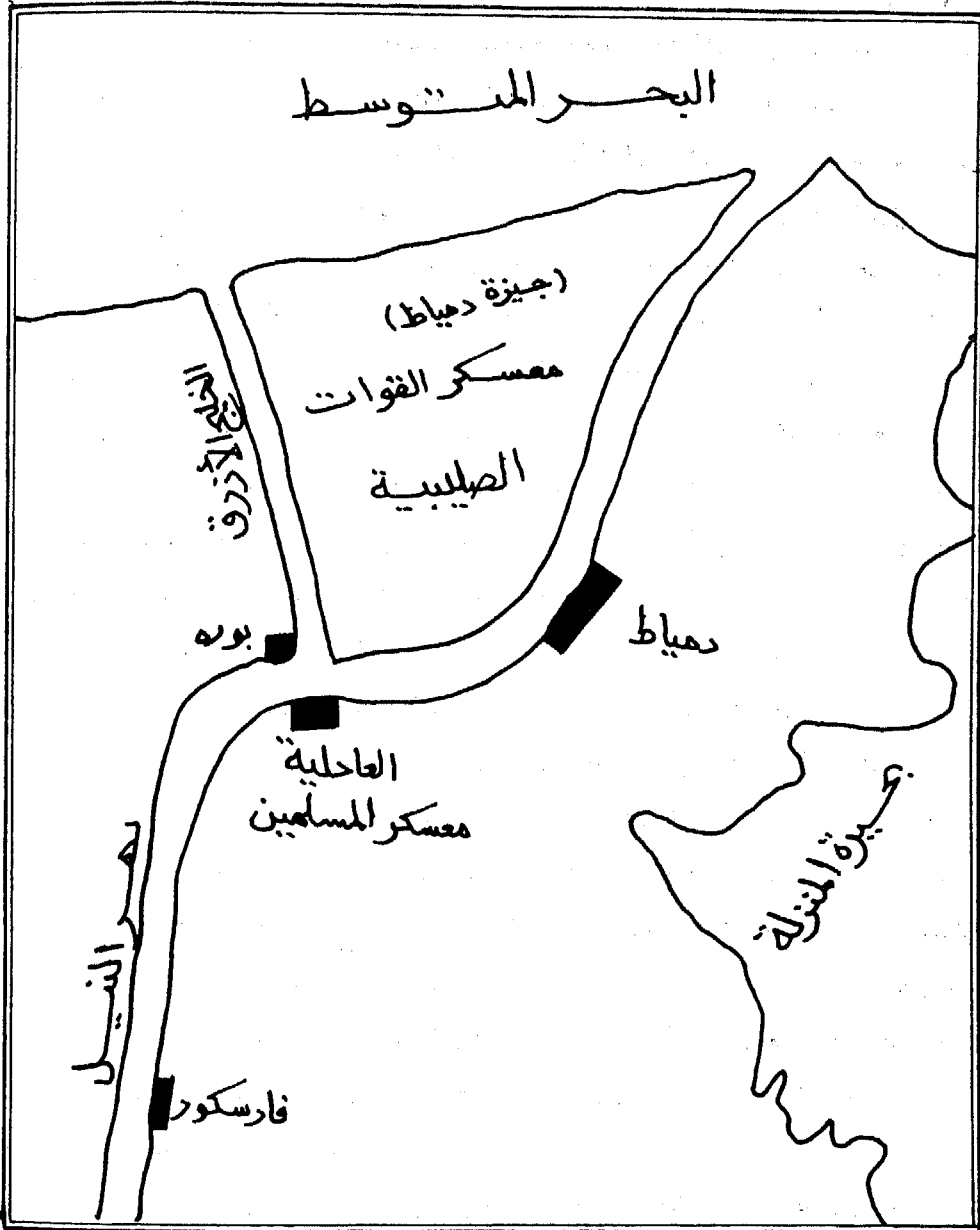 البحر المتوسط
(جيزة دمياط)
معسكر القوات
الصليبية
الخليج الأزرق
بوره
دمياط
العادلية
معسكر المسلمين
بحيرة المنزلة
نهر النيل
فارسكور